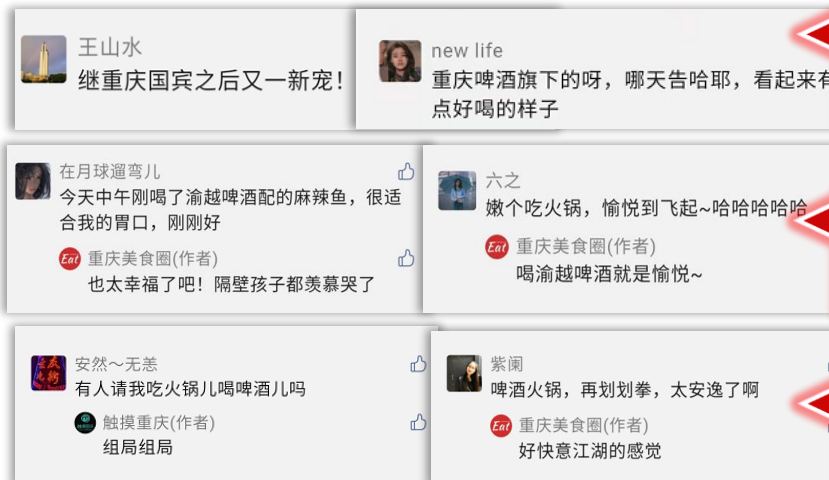 王山水
继重庆国宾之后又一新宠！
new life
重庆啤酒旗下的呀，哪天告哈耶，看起来有
点好喝的样子
在月球遛弯儿
今天中午刚喝了渝越啤酒配的麻辣鱼，很适
合我的胃口，刚刚好
Eat 重庆美食圈(作者)
也太幸福了吧！隔壁孩子都羡慕哭了
六之
嫩个吃火锅，愉悦到飞起~哈哈哈哈哈
Eat 重庆美食圈(作者)
喝渝越啤酒就是愉悦~
安然～无恙
有人请我吃火锅儿喝啤酒儿吗
触摸重庆(作者)
组局组局
紫阑
啤酒火锅，再划划拳，太安逸了啊
Eat 重庆美食圈(作者)
好快意江湖的感觉